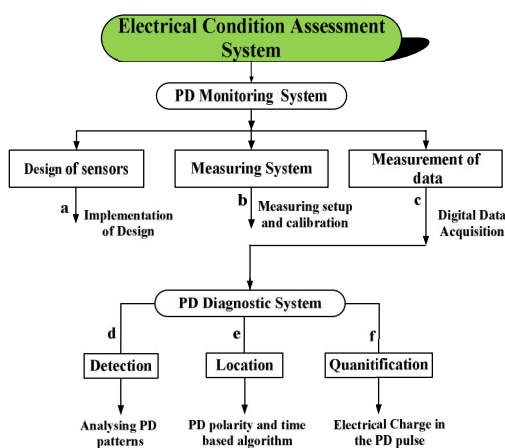 Electrical Condition Assessment
System
PD Monitoring System
Design of sensors
Measuring System
Measurement of
data
a
Implementation
of Design
b
Measuring setup
and calibration
c
Digital Data
Acquisition
PD Diagnostic System
d
e
f
Detection
Location
Quanitification
Analysing PD
patterns
PD polarity and time
based algorithm
Electrical Charge in
the PD pulse